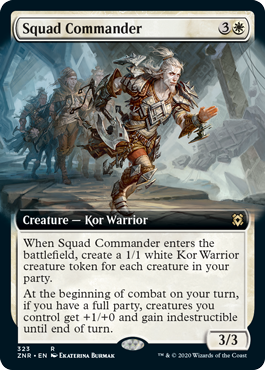 Squad Commander 3
Creature — Kor Warrior
When Squad Commander enters the
battlefield, create a 1/1 white Kor Warrior
creature token for each creature in your
party.
At the beginning of combat on your turn,
if you have a full party, creatures you
control get +1/+0 and gain indestructible
until end of turn.
3/3
323 R
ZNR • EN Ekaterina Burmak
™ & © 2020 Wizards of the Coast